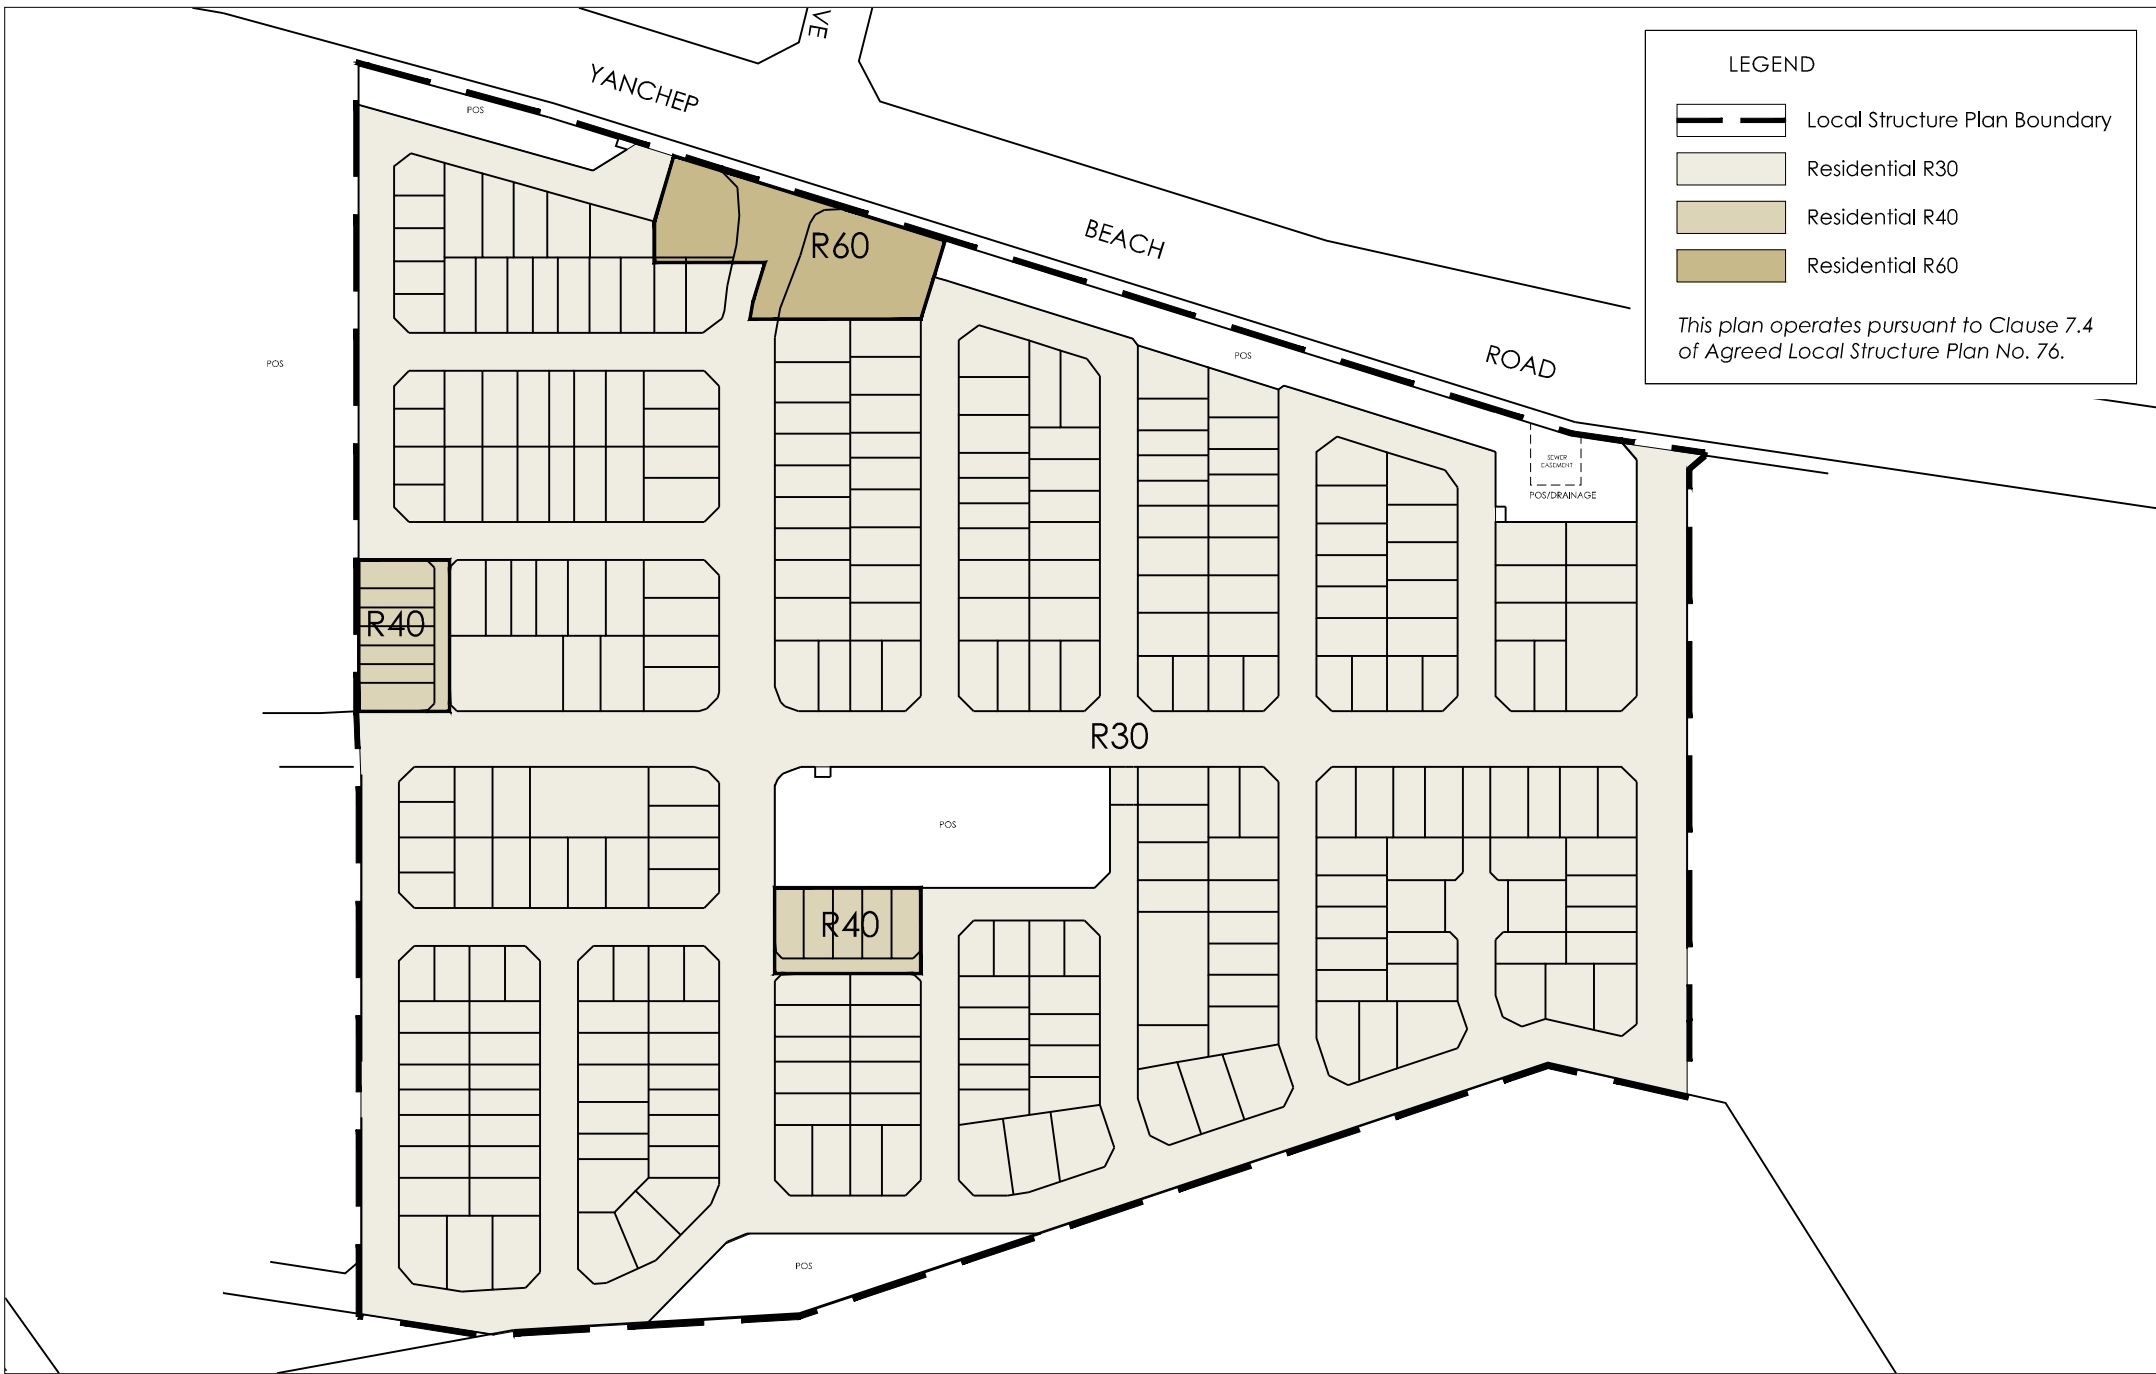 VE
LEGEND
YANCHEP
POS
Local Structure Plan Boundary
Residential R30
Residential R40
BEACH
R60
Residential R60
This plan operates pursuant to Clause 7.4
of Agreed Local Structure Plan No. 76.
POS
POS
ROAD
SEWER
EASEMENT
POS/DRAINAGE
R40
R30
POS
R40
POS